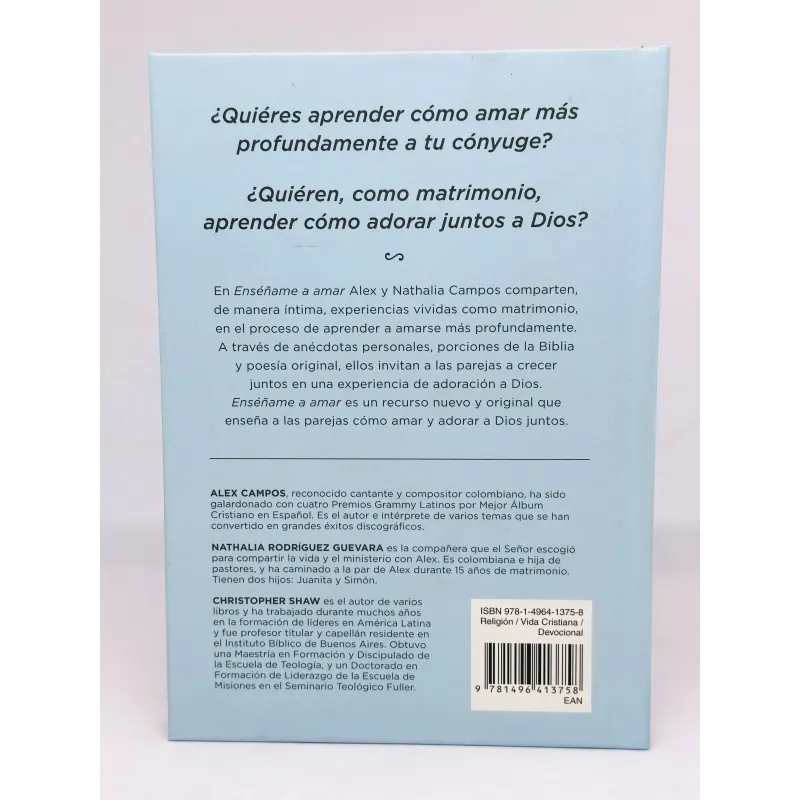 ¿Quiéres aprender cómo amar más
profundamente a tu cónyuge?
¿Quiéren, como matrimonio,
aprender cómo adorar juntos a Dios?
En Enséñame a amar Alex y Nathalia Campos comparten,
de manera íntima, experiencias vividas como matrimonio,
en el proceso de aprender a amarse más profundamente.
A través de anécdotas personales, porciones de la Biblia
y poesía original, ellos invitan a las parejas a crecer
juntos en una experiencia de adoración a Dios.
Enséñame a amar es un recurso nuevo y original que
enseña a las parejas cómo amar y adorar a Dios juntos.
ALEX CAMPOS, reconocido cantante y compositor colombiano, ha sido
galardonado con cuatro Premios Grammy Latinos por Mejor Álbum
Cristiano en Español. Es el autor e intérprete de varios temas que se han
convertido en grandes éxitos discográficos.
NATHALIA RODRÍGUEZ GUEVARA es la compañera que el Señor escogió
para compartir la vida y el ministerio con Alex. Es colombiana e hija de
pastores, y ha caminado a la par de Alex durante 15 años de matrimonio.
Tienen dos hijos: Juanita y Simón.
CHRISTOPHER SHAW es el autor de varios
libros y ha trabajado durante muchos años
en la formación de líderes en América Latina
y fue profesor titular y capellán residente en
el Instituto Bíblico de Buenos Aires. Obtuvo
una Maestría en Formación y Discipulado de
la Escuela de Teología, y un Doctorado en
Formación de Liderazgo de la Escuela de
Misiones en el Seminario Teológico Fuller.
ISBN 978-1-4964-1375-8
Religión / Vida Cristiana /
Devocional
9 781496 413758
EAN